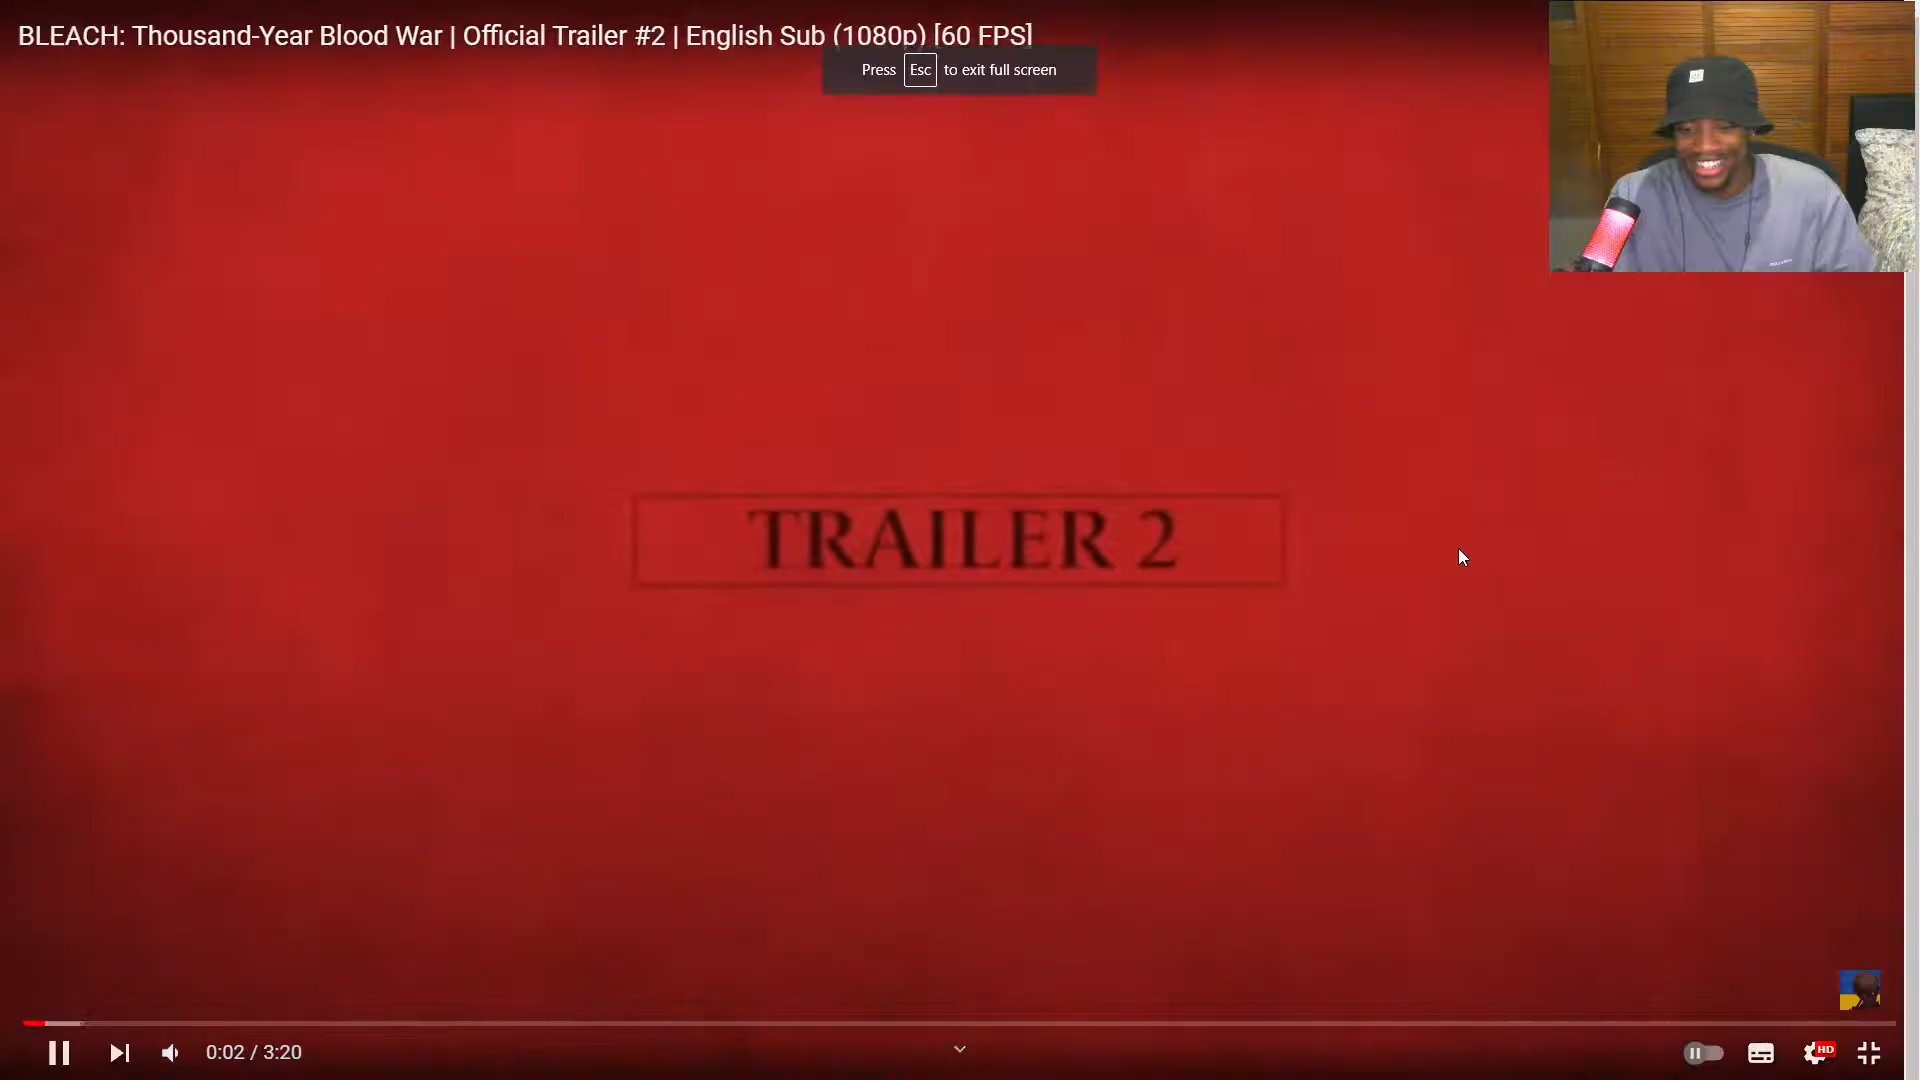 BLEACH: Thousand-Year Blood War | Official Trailer #2 | English Sub (1080p) [60 FPS]
Press Esc to exit full screen
TRAILER 2
0:02 / 3:20
HD